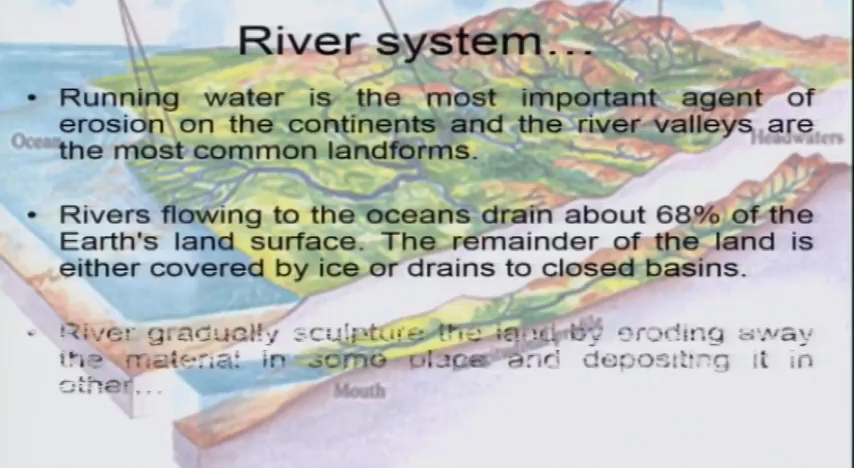 River system...
• Running water is the most important agent of
erosion on the continents and the river valleys are
the most common landforms.
Ocean
Headwaters
• Rivers flowing to the oceans drain about 68% of the
Earth's land surface. The remainder of the land is
either covered by ice or drains to closed basins.
• River gradually sculpture the land by eroding away
the material in some place and depositing it in
other...
Mouth